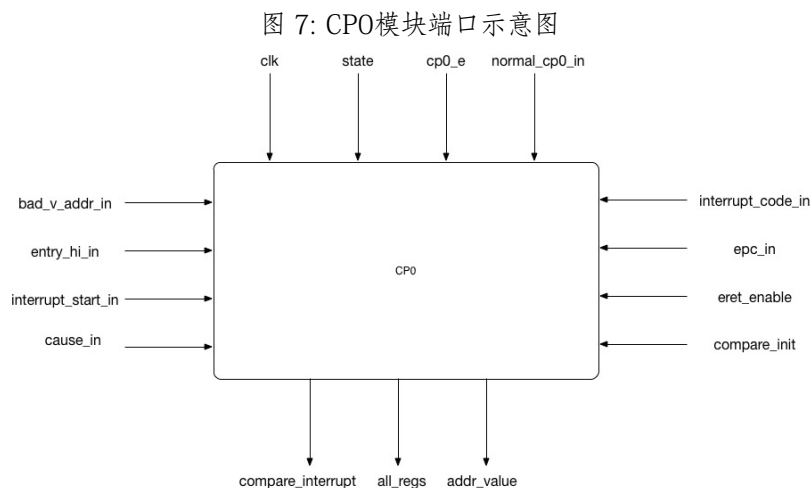 图 7: CPO模块端口示意图
clk state cp0_e normal_cp0_in
bad_v_addr_in
interrupt_code_in
entry_hi_in
epc_in
CP0
interrupt_start_in
eret_enable
cause_in
compare_init
compare_interrupt all_regs addr_value